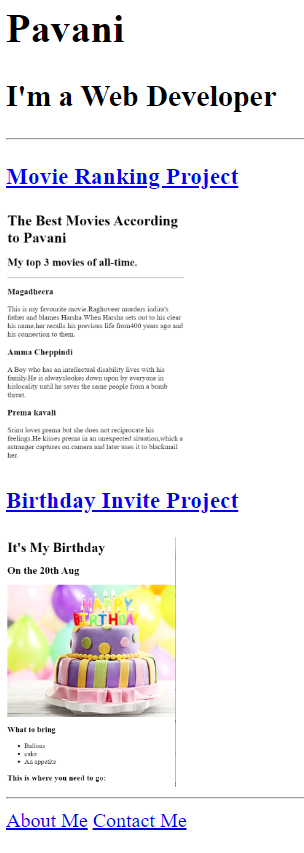 Pavani
I'm a Web Developer
Movie Ranking Project
The Best Movies According
to Pavani
My top 3 movies of all-time.
Magadheera
This is my favourite movie.Raghuveer murders indira's
father and blames Harsha.When Harsha sets out to his clear
his name,her recalls his previous life from400 years ago and
his connection to them.
Amma Cheppindi
A Boy who has an intellectual disability lives with his
family.He is alwayslookes down upon by everyone in
hislocality until he saves the same people from a bomb
threat.
Prema kavali
Srinu loves prema but she does not reciprocate his
feelings.He kisses prema in an unexpected situation,which a
astranger captures on camera and later uses it to blackmail
her.
Birthday Invite Project
It's My Birthday
On the 20th Aug
HAPPY
BIRTHDAY
What to bring
Ballons
cake
An appetite
This is where you need to go:
About Me Contact Me